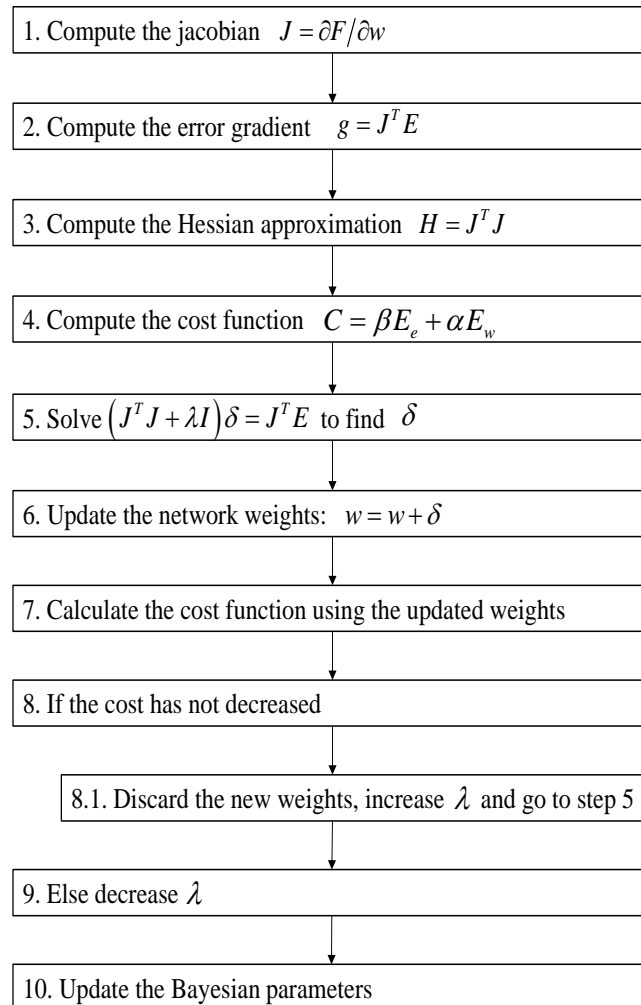 1. Compute the jacobian J = ∂F/∂w
2. Compute the error gradient g = J^T E
3. Compute the Hessian approximation H = J^T J
4. Compute the cost function C = βE_e + αE_w
5. Solve (J^T J + λI)δ = J^T E to find δ
6. Update the network weights: w = w + δ
7. Calculate the cost function using the updated weights
8. If the cost has not decreased
8.1. Discard the new weights, increase λ and go to step 5
9. Else decrease λ
10. Update the Bayesian parameters